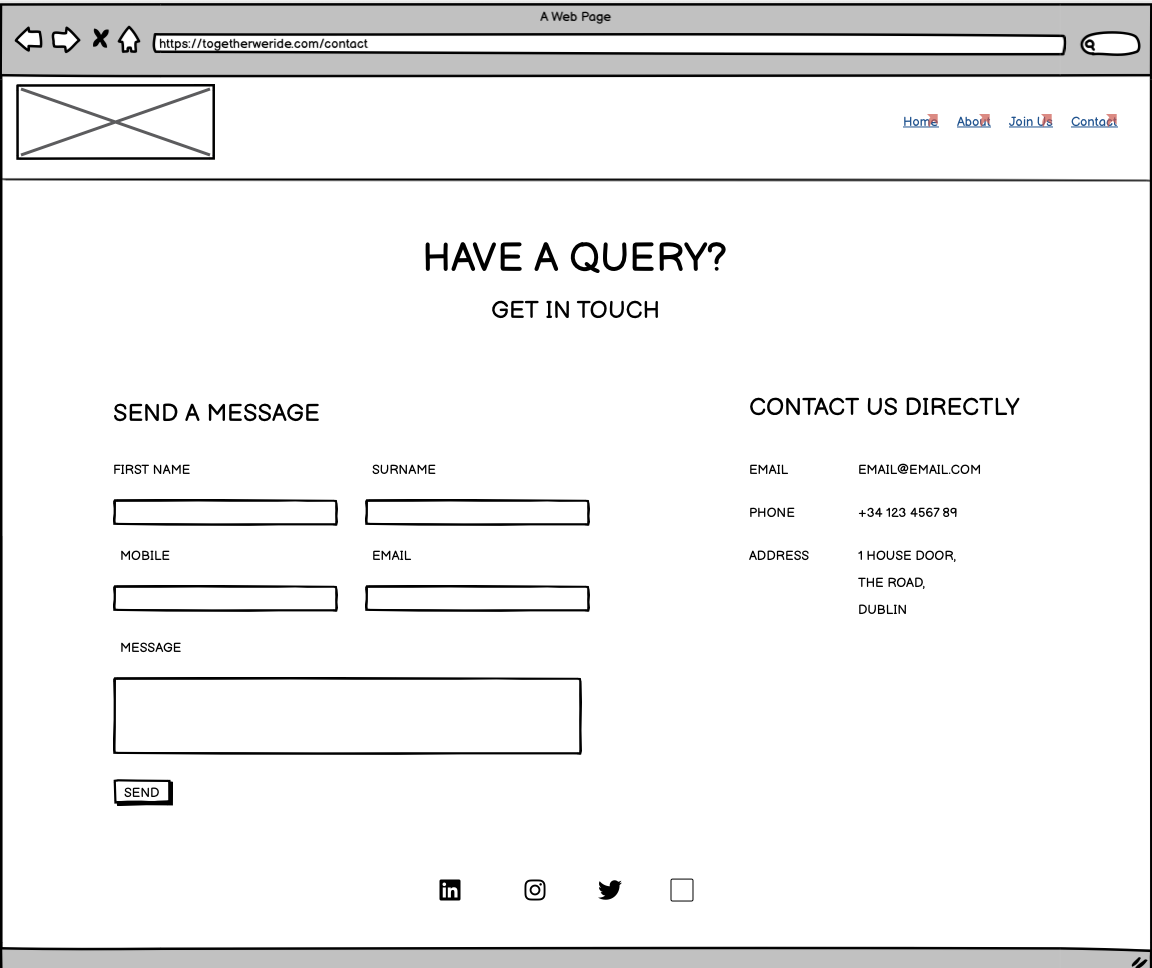 A Web Page
https://togetherweride.com/contact
Home About Join Us Contact
HAVE A QUERY?
GET IN TOUCH
SEND A MESSAGE
FIRST NAME SURNAME
MOBILE EMAIL
MESSAGE
SEND
CONTACT US DIRECTLY
EMAIL EMAIL@EMAIL.COM
PHONE +34 123 4567 89
ADDRESS 1 HOUSE DOOR,
THE ROAD,
DUBLIN
in